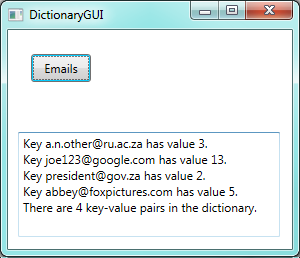 DictionaryGUI
Emails
Key a.n.other@ru.ac.za has value 3.
Key joe123@google.com has value 13.
Key president@gov.za has value 2.
Key abbey@foxpictures.com has value 5.
There are 4 key-value pairs in the dictionary.